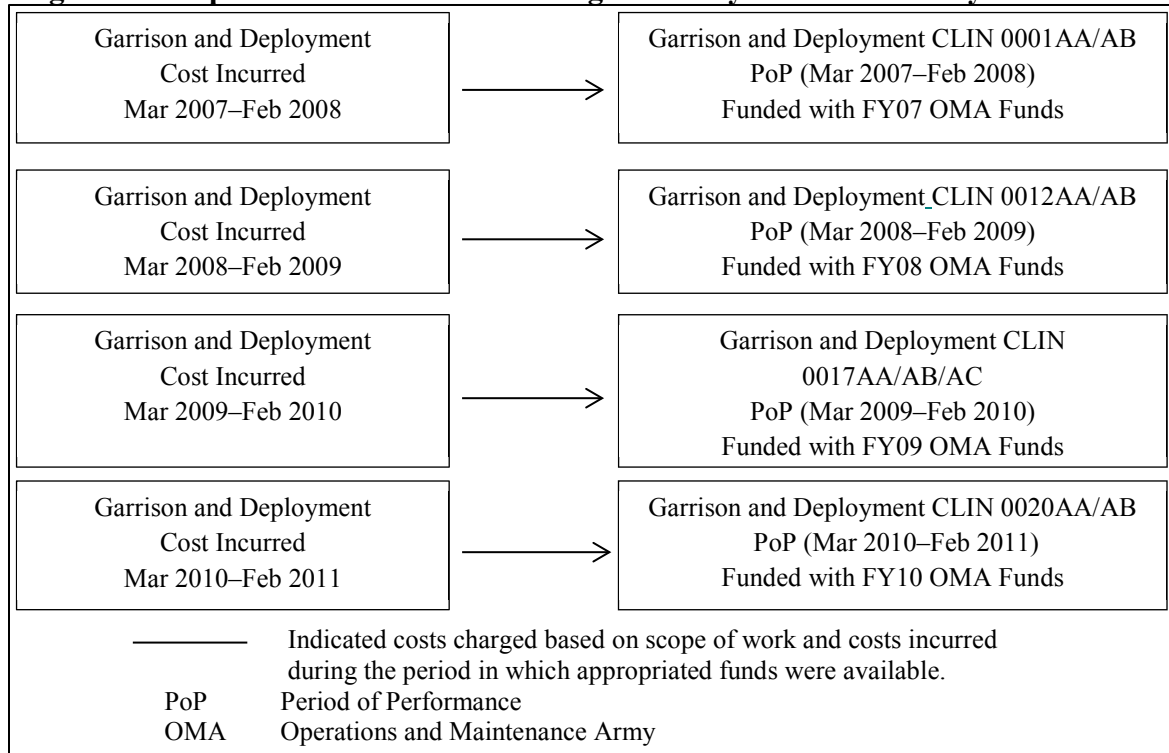 Garrison and Deployment
Cost Incurred
Mar 2007–Feb 2008
Garrison and Deployment CLIN 0001AA/AB
PoP (Mar 2007–Feb 2008)
Funded with FY07 OMA Funds
Garrison and Deployment
Cost Incurred
Mar 2008–Feb 2009
Garrison and Deployment CLIN 0012AA/AB
PoP (Mar 2008–Feb 2009)
Funded with FY08 OMA Funds
Garrison and Deployment
Cost Incurred
Mar 2009–Feb 2010
Garrison and Deployment CLIN
0017AA/AB/AC
PoP (Mar 2009–Feb 2010)
Funded with FY09 OMA Funds
Garrison and Deployment
Cost Incurred
Mar 2010–Feb 2011
Garrison and Deployment CLIN 0020AA/AB
PoP (Mar 2010–Feb 2011)
Funded with FY10 OMA Funds
Indicated costs charged based on scope of work and costs incurred
during the period in which appropriated funds were available.
PoP Period of Performance
OMA Operations and Maintenance Army